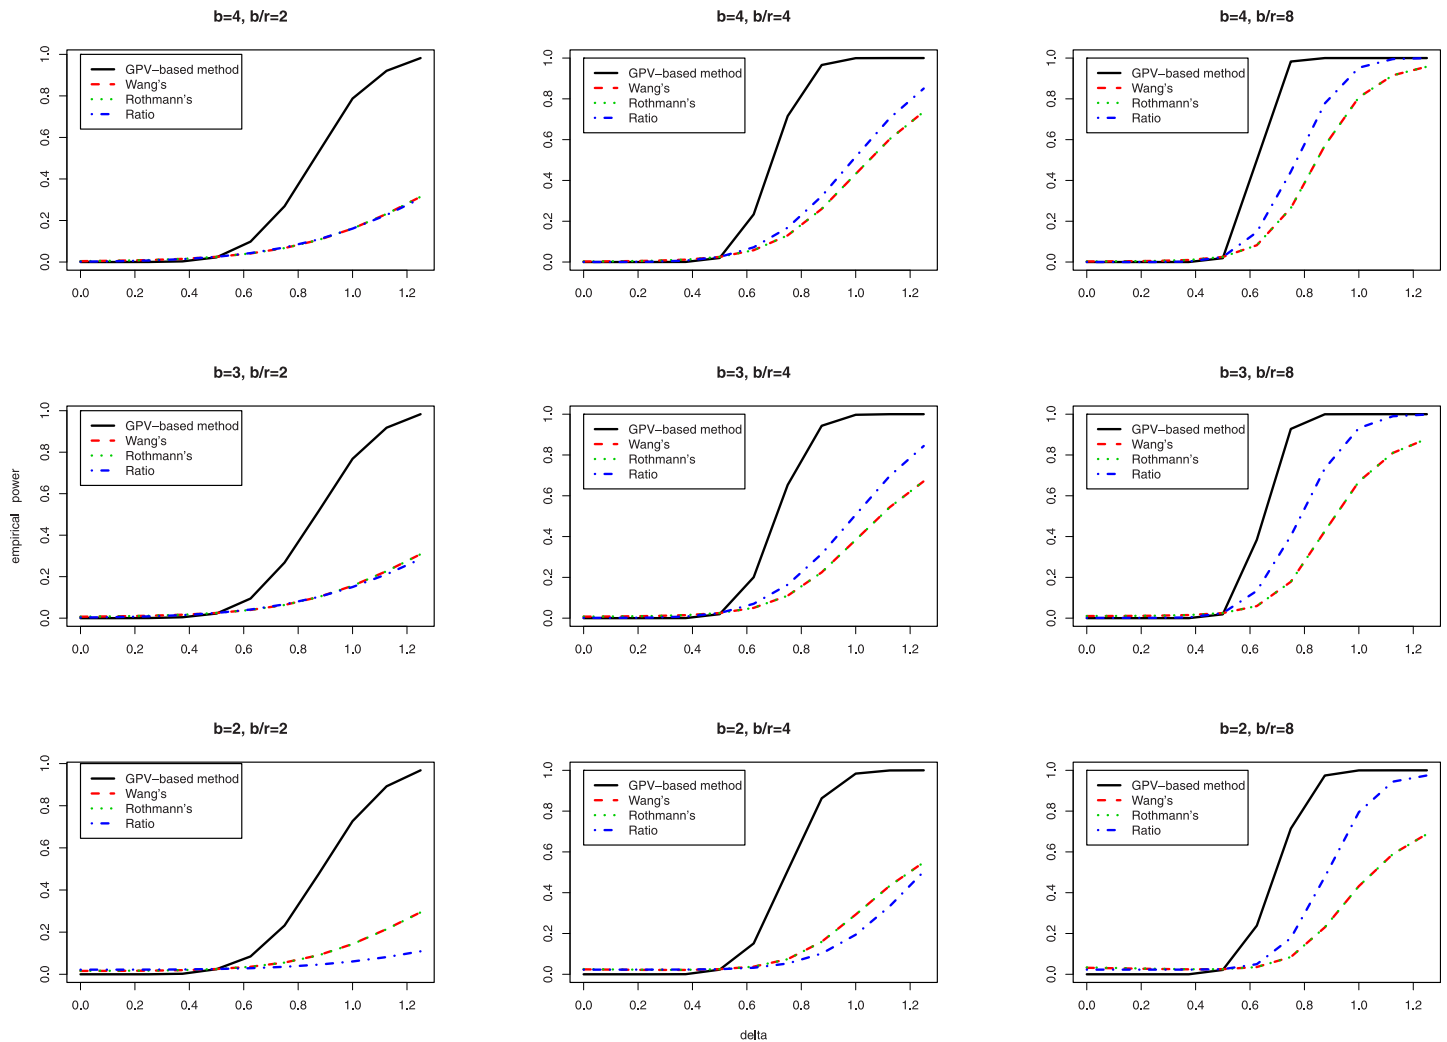 b=4, b/r=2
b=4, b/r=4
b=4, b/r=8
GPV-based method
Wang's
Rothmann's
Ratio
GPV-based method
Wang's
Rothmann's
Ratio
GPV-based method
Wang's
Rothmann's
Ratio
0.0 0.2 0.4 0.6 0.8 1.0
0.0 0.2 0.4 0.6 0.8 1.0
0.0 0.2 0.4 0.6 0.8 1.0
0.0 0.2 0.4 0.6 0.8 1.0 1.2
0.0 0.2 0.4 0.6 0.8 1.0 1.2
0.0 0.2 0.4 0.6 0.8 1.0 1.2
b=3, b/r=2
b=3, b/r=4
b=3, b/r=8
GPV-based method
Wang's
Rothmann's
Ratio
GPV-based method
Wang's
Rothmann's
Ratio
GPV-based method
Wang's
Rothmann's
Ratio
empirical power
0.0 0.2 0.4 0.6 0.8 1.0
0.0 0.2 0.4 0.6 0.8 1.0
0.0 0.2 0.4 0.6 0.8 1.0
0.0 0.2 0.4 0.6 0.8 1.0 1.2
0.0 0.2 0.4 0.6 0.8 1.0 1.2
0.0 0.2 0.4 0.6 0.8 1.0 1.2
b=2, b/r=2
b=2, b/r=4
b=2, b/r=8
GPV-based method
Wang's
Rothmann's
Ratio
GPV-based method
Wang's
Rothmann's
Ratio
GPV-based method
Wang's
Rothmann's
Ratio
0.0 0.2 0.4 0.6 0.8 1.0
0.0 0.2 0.4 0.6 0.8 1.0
0.0 0.2 0.4 0.6 0.8 1.0
0.0 0.2 0.4 0.6 0.8 1.0 1.2
0.0 0.2 0.4 0.6 0.8 1.0 1.2
0.0 0.2 0.4 0.6 0.8 1.0 1.2
delta